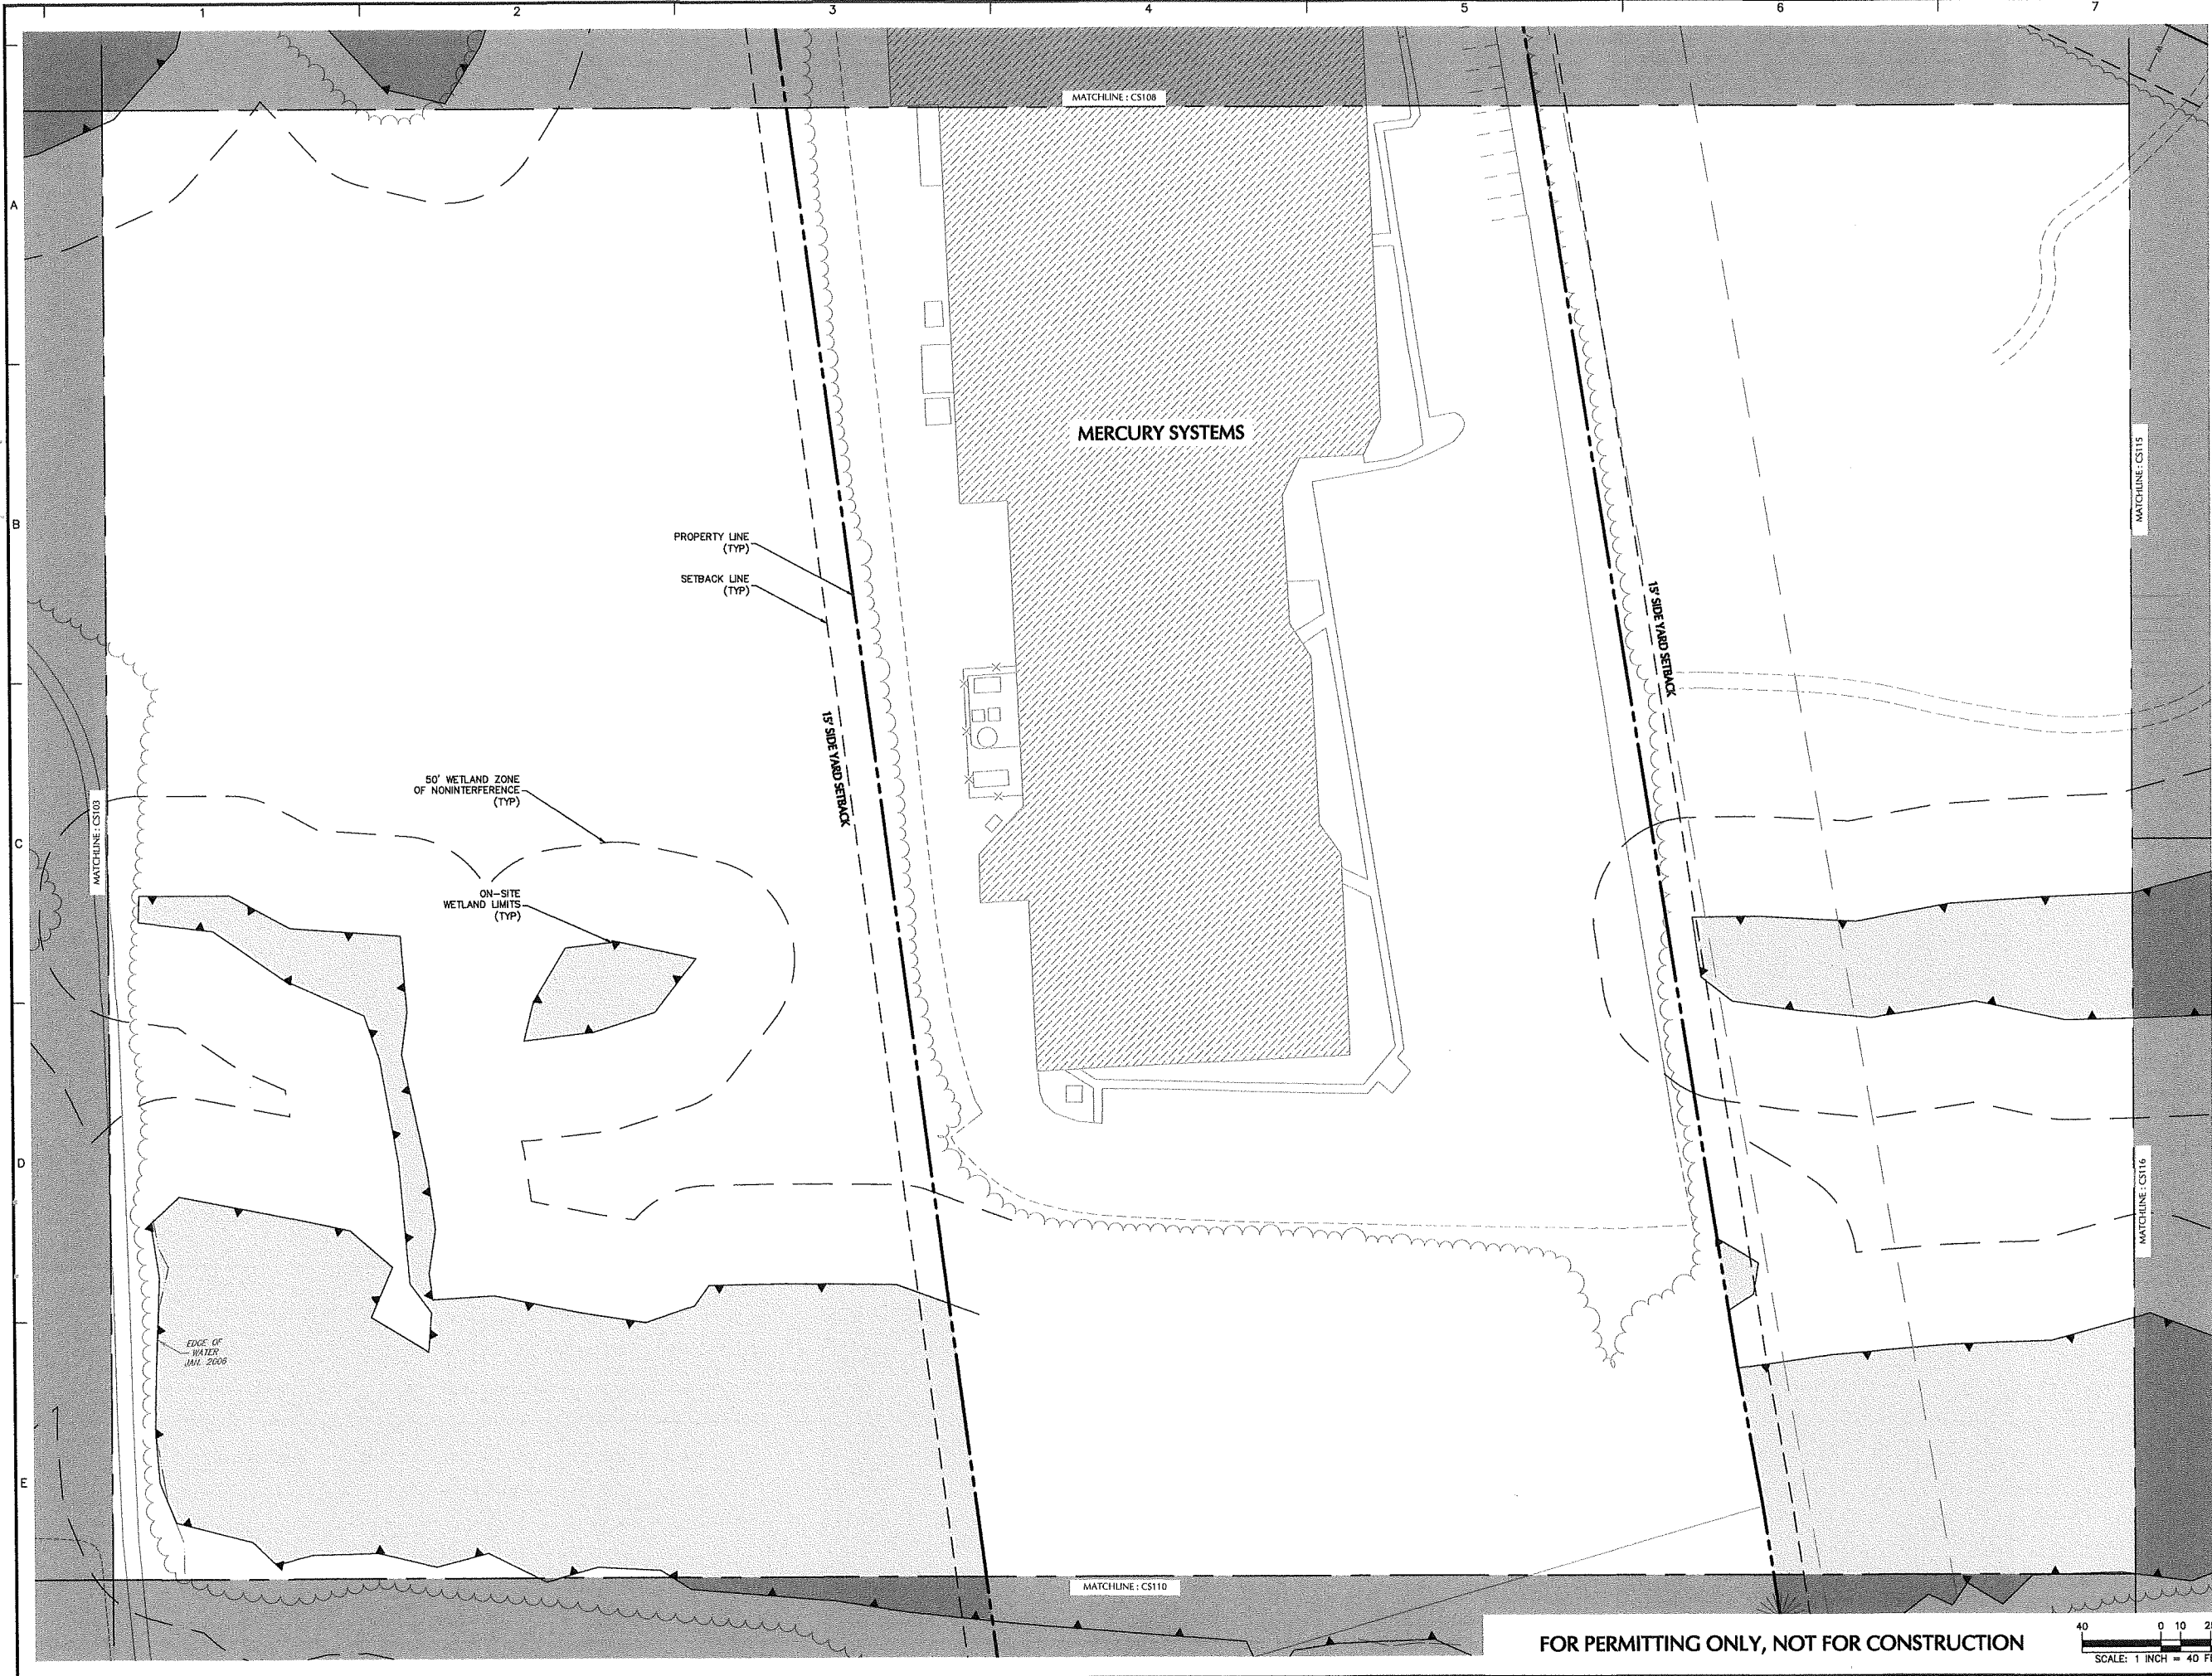 1 2 3 4 5 6 7
MATCHLINE : CS108
A
MERCURY SYSTEMS
MATCHLINE : CS115
B
PROPERTY LINE
(TYP)
SETBACK LINE
(TYP)
15' SIDE YARD SETBACK
15' SIDE YARD SETBACK
50' WETLAND ZONE
OF NONINTERFERENCE
(TYP)
MATCHLINE : CS103
C
ON-SITE
WETLAND LIMITS
(TYP)
D
MATCHLINE : CS116
EDGE OF
WATER
JAN. 2006
E
MATCHLINE : CS110
FOR PERMITTING ONLY, NOT FOR CONSTRUCTION
40 0 10
SCALE: 1 INCH = 40 F